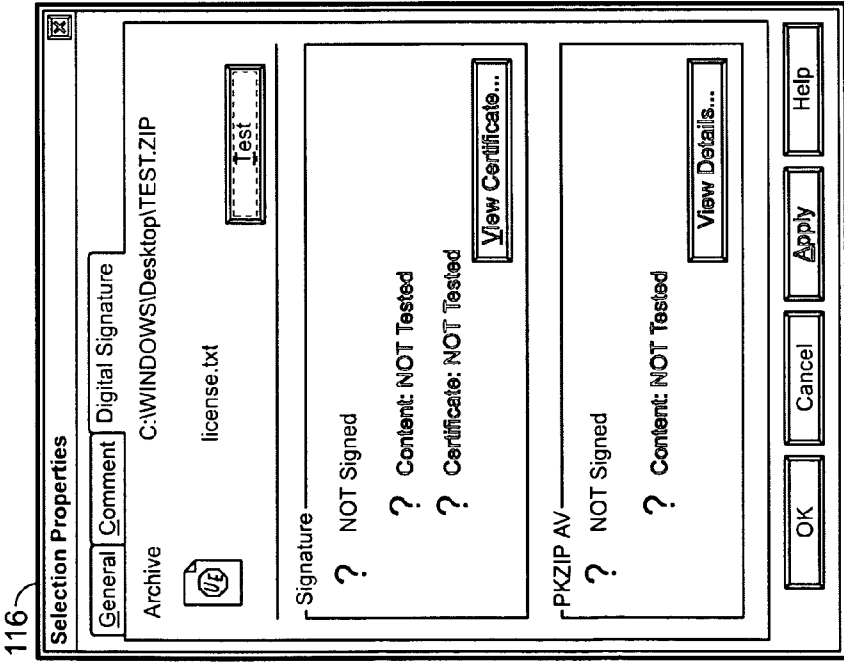 116
Selection Properties
General Comment Digital Signature
Archive C:\WINDOWS\Desktop\TEST.ZIP
license.txt
Test
Signature
? NOT Signed
? Content: NOT Tested
? Certificate: NOT Tested
View Certificate...
PKZIP AV
? NOT Signed
? Content: NOT Tested
View Details...
OK Cancel Apply Help